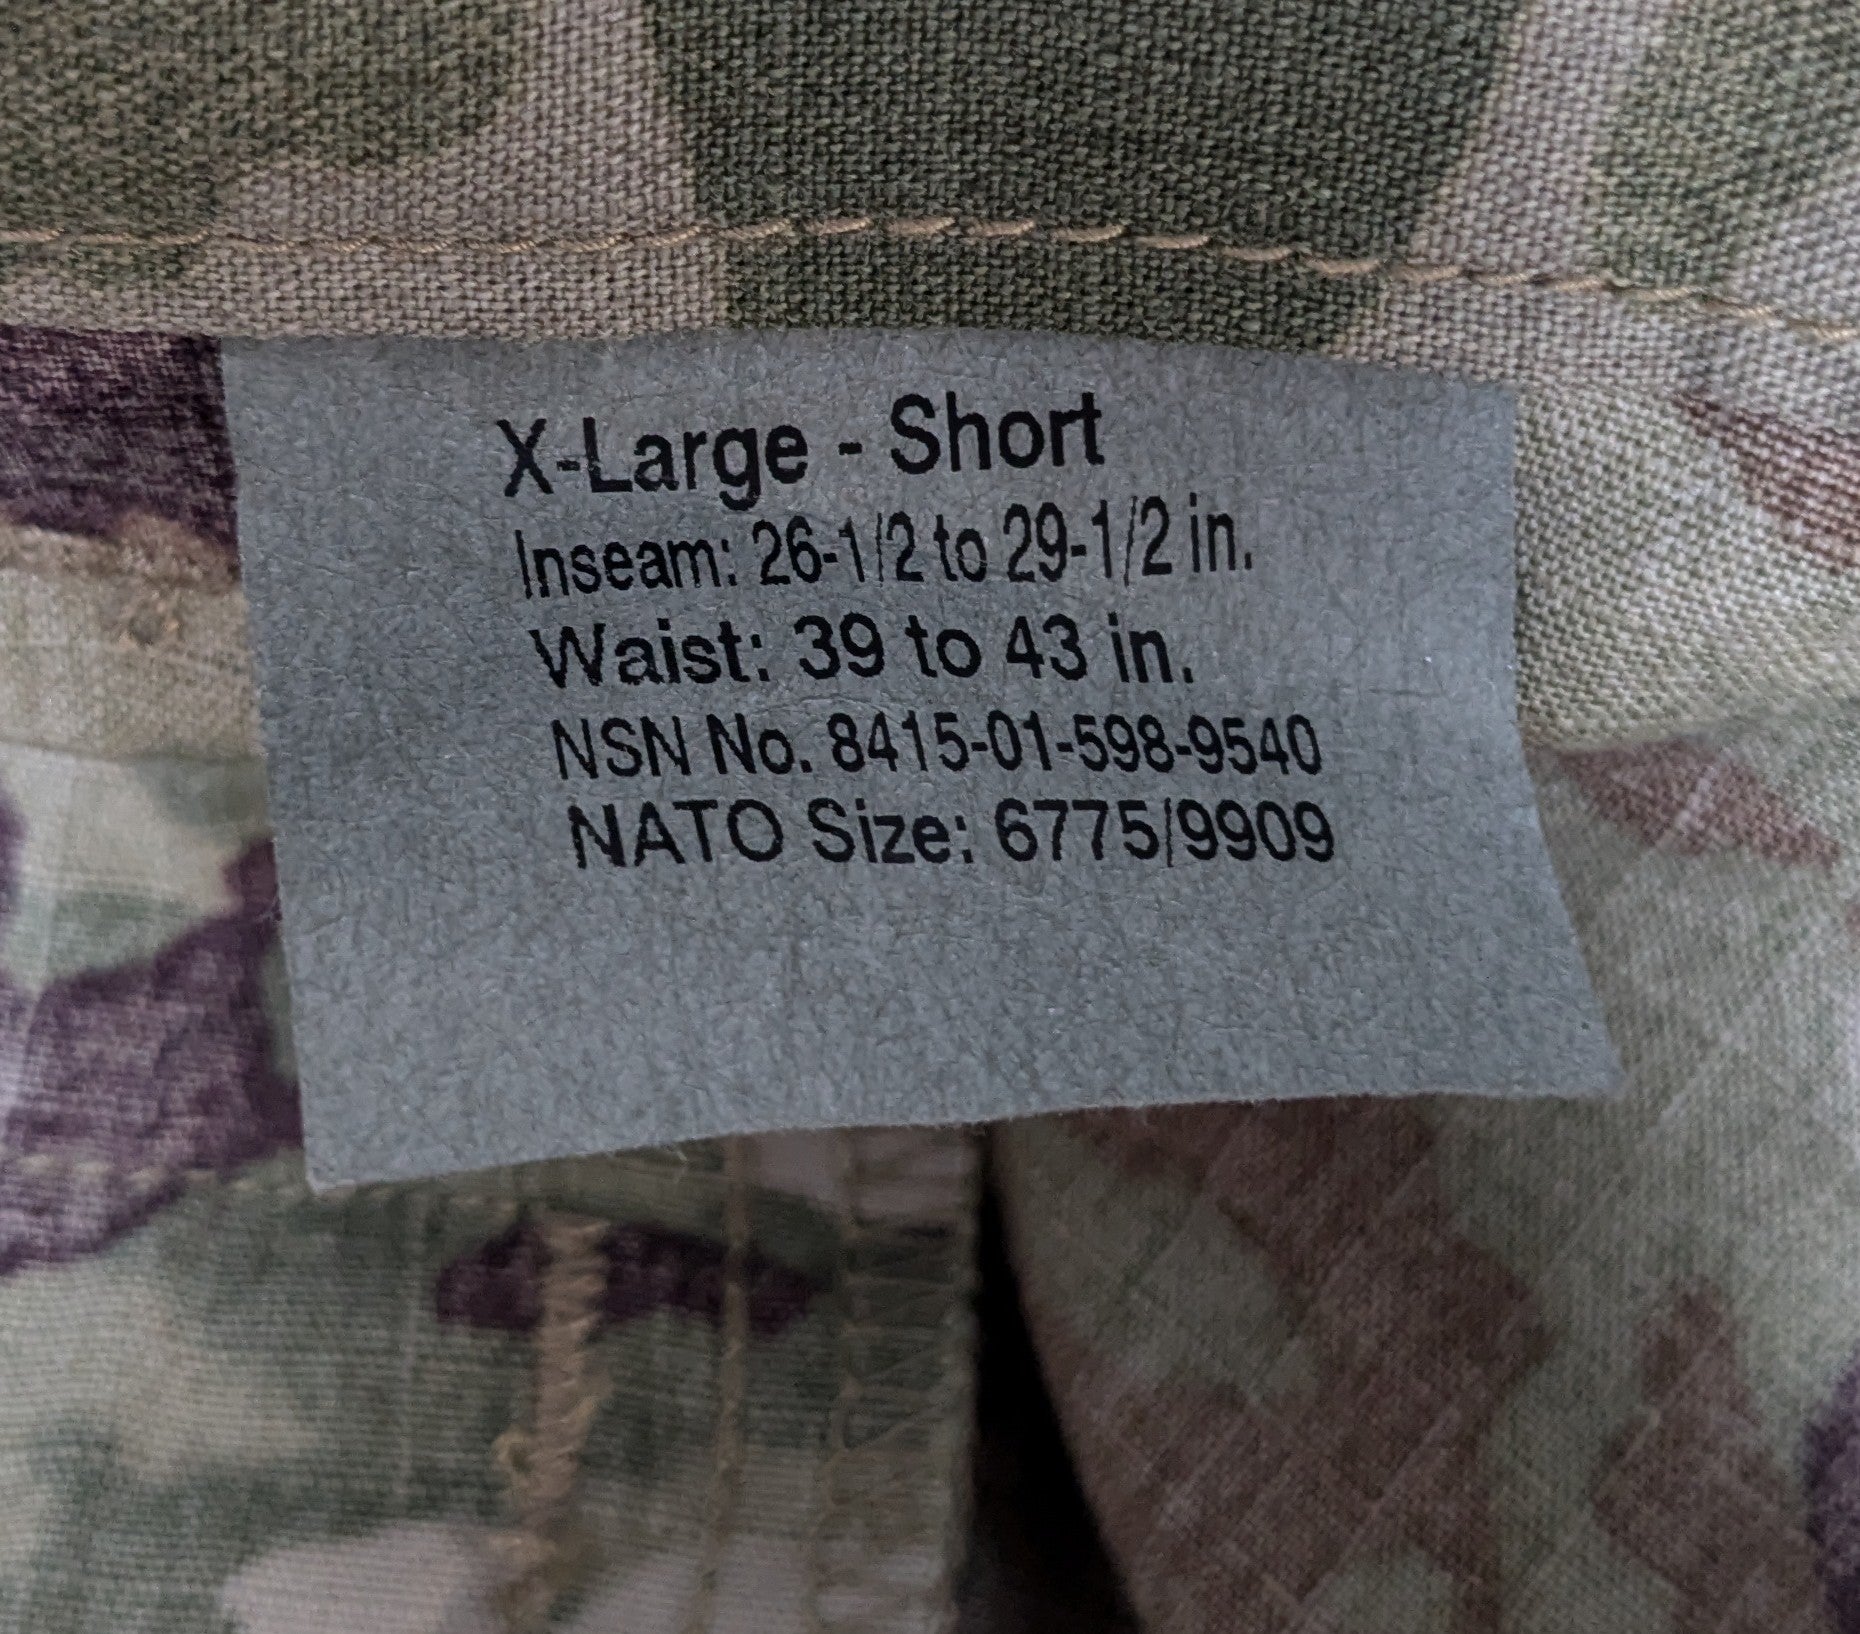 X-Large - Short
Inseam: 26-1/2 to 29-1/2 in.
Waist: 39 to 43 in.
NSN No. 8415-01-598-9540
NATO Size: 6775/9909